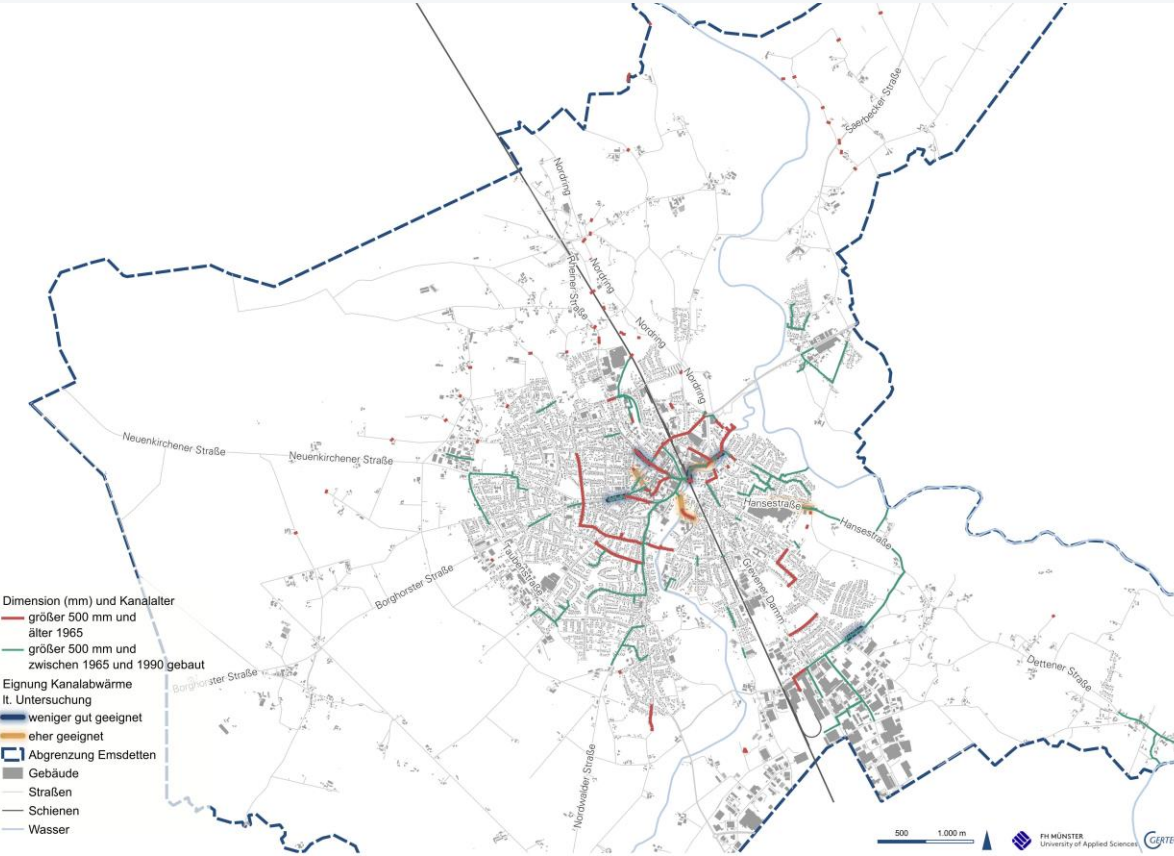 Saerbecker Straße
Nordring
Rheiner Straße
Nordring
Nordring
Nordring
Neuenkirchener Straße
Neuenkirchener Straße
Hansestraße
Hansestraße
Taubenstraße
Grevener Damm
Borghorster Straße
Borghorster Straße
Dettener Straße
Nordwalder Straße
Dimension (mm) und Kanalalter
größer 500 mm und
älter 1965
größer 500 mm und
zwischen 1965 und 1990 gebaut
Eignung Kanalabwärme
lt. Untersuchung
weniger gut geeignet
eher geeignet
Abgrenzung Emsdetten
Gebäude
Straßen
Schienen
Wasser
500 1.000 m
FH MÜNSTER
University of Applied Sciences
GERTE